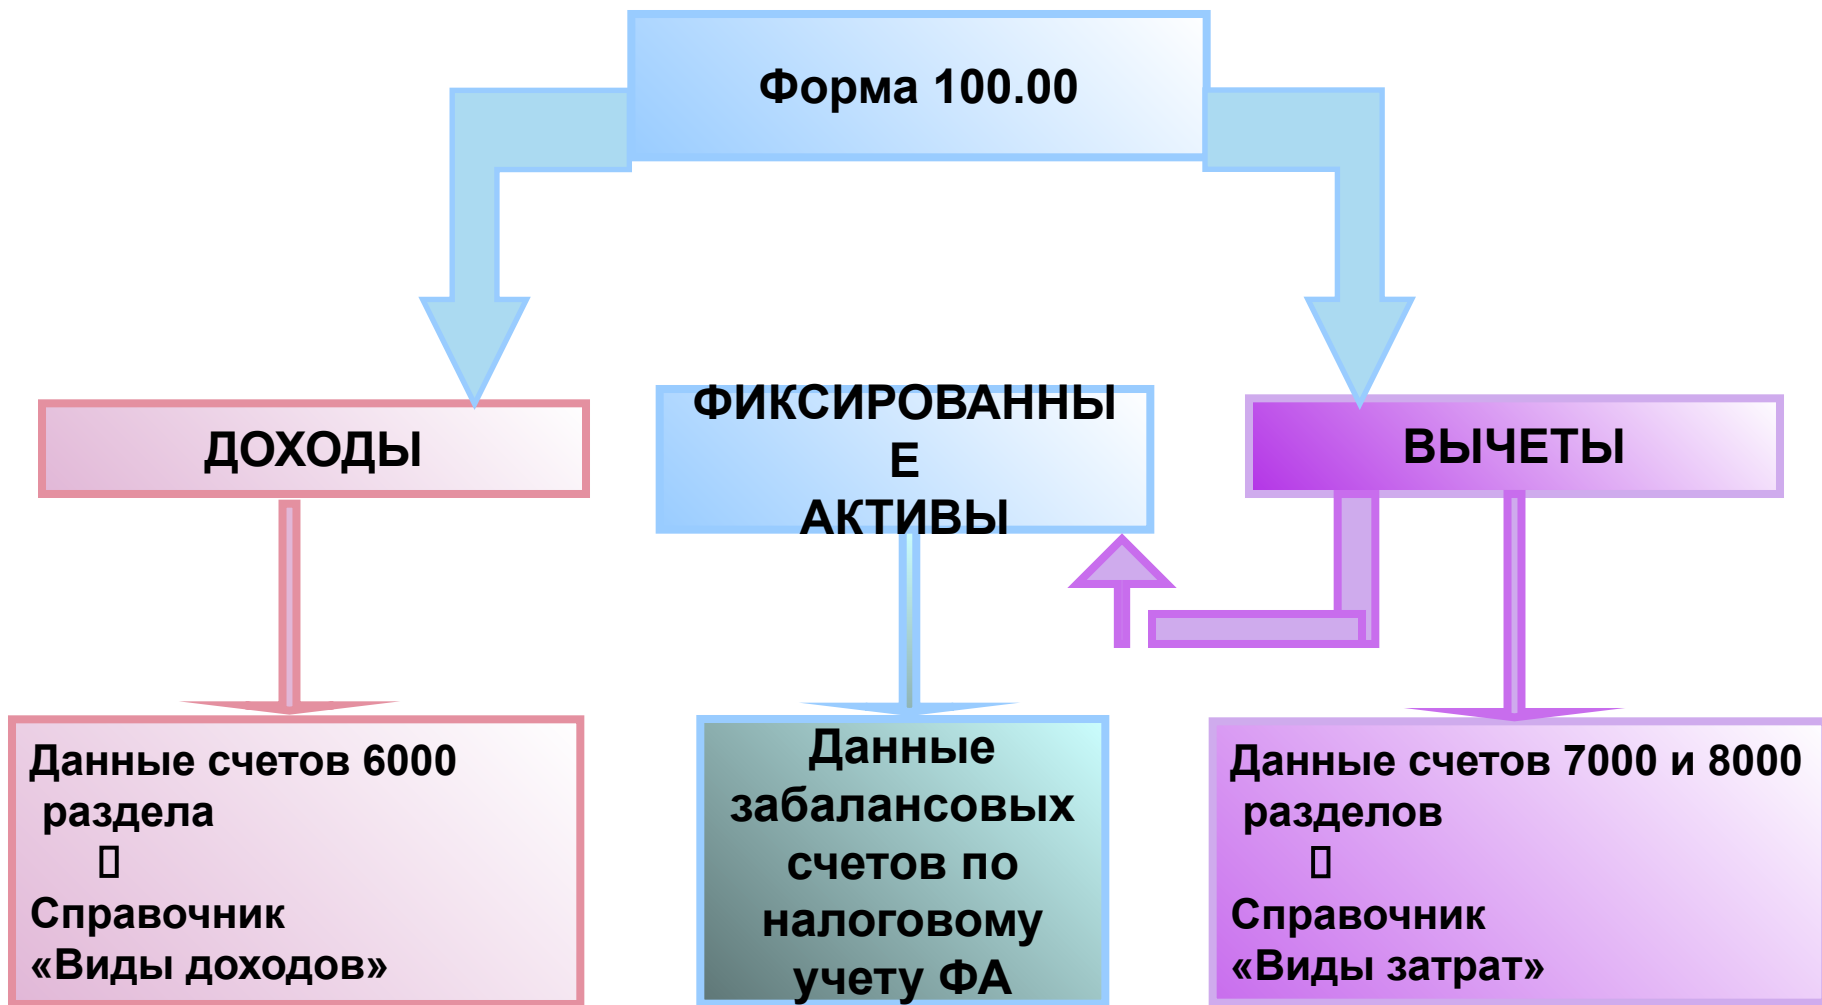 Форма 100.00
ДОХОДЫ
ФИКСИРОВАННЫ
Е
АКТИВЫ
ВЫЧЕТЫ
Данные счетов 6000
раздела
▯
Справочник
«Виды доходов»
Данные
забалансовых
счетов по
налоговому
учету ФА
Данные счетов 7000 и 8000
разделов
▯
Справочник
«Виды затрат»